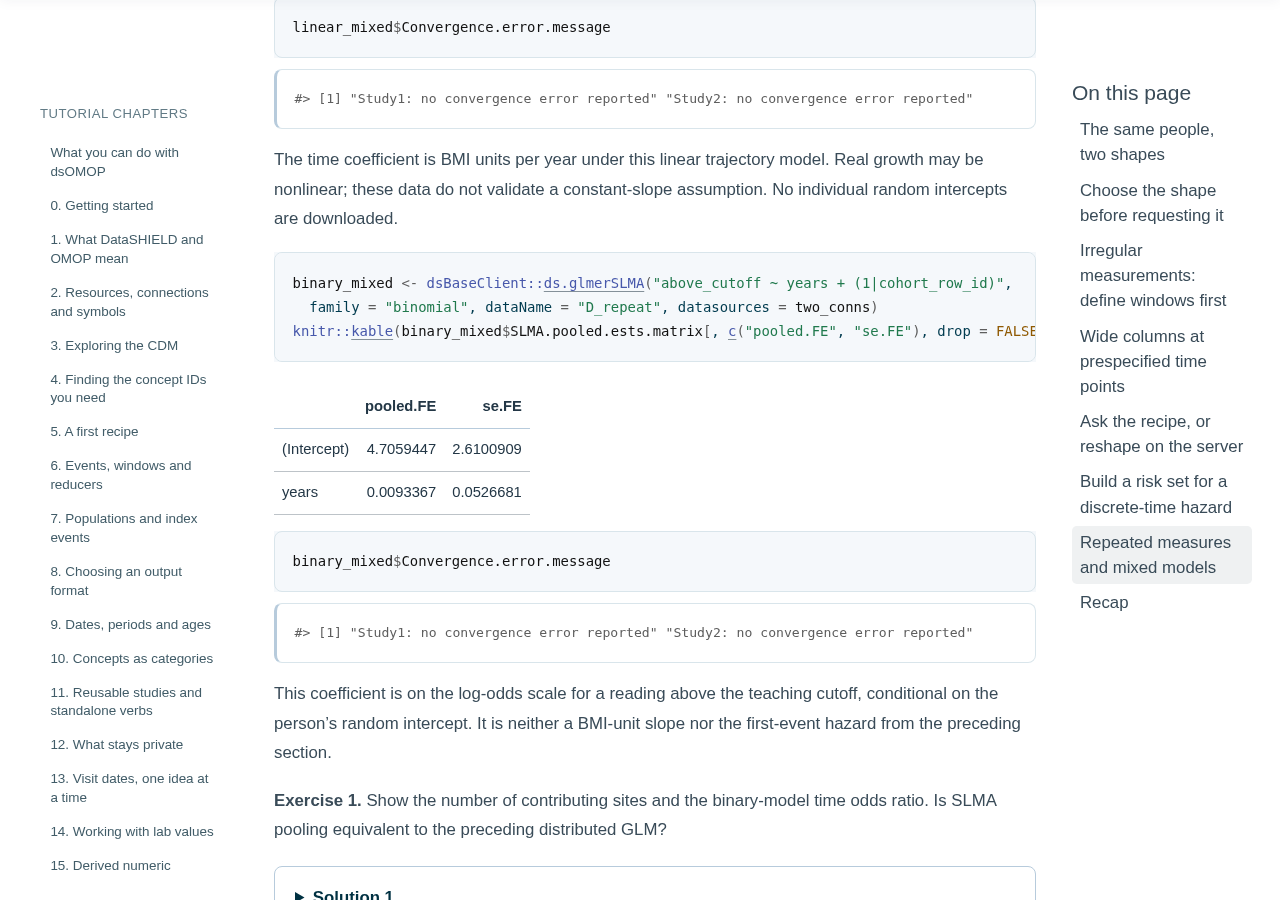 linear_mixed$Convergence.error.message
#> [1] "Study1: no convergence error reported" "Study2: no convergence error reported"
The time coefficient is BMI units per year under this linear trajectory model. Real growth may be
nonlinear; these data do not validate a constant-slope assumption. No individual random intercepts
are downloaded.
binary_mixed <- dsBaseClient::ds.glmerSLMA("above_cutoff ~ years + (1|cohort_row_id)",
  family = "binomial", dataName = "D_repeat", datasources = two_conns)
knitr::kable(binary_mixed$SLMA.pooled.ests.matrix[, c("pooled.FE", "se.FE"), drop = FALSE
pooled.FE se.FE
(Intercept) 4.7059447 2.6100909
years 0.0093367 0.0526681
binary_mixed$Convergence.error.message
#> [1] "Study1: no convergence error reported" "Study2: no convergence error reported"
This coefficient is on the log-odds scale for a reading above the teaching cutoff, conditional on the
person’s random intercept. It is neither a BMI-unit slope nor the first-event hazard from the preceding
section.
Exercise 1. Show the number of contributing sites and the binary-model time odds ratio. Is SLMA
pooling equivalent to the preceding distributed GLM?
Solution 1
TUTORIAL CHAPTERS
What you can do with
dsOMOP
0. Getting started
1. What DataSHIELD and
OMOP mean
2. Resources, connections
and symbols
3. Exploring the CDM
4. Finding the concept IDs
you need
5. A first recipe
6. Events, windows and
reducers
7. Populations and index
events
8. Choosing an output
format
9. Dates, periods and ages
10. Concepts as categories
11. Reusable studies and
standalone verbs
12. What stays private
13. Visit dates, one idea at
a time
14. Working with lab values
15. Derived numeric
On this page
The same people,
two shapes
Choose the shape
before requesting it
Irregular
measurements:
define windows first
Wide columns at
prespecified time
points
Ask the recipe, or
reshape on the server
Build a risk set for a
discrete-time hazard
Repeated measures
and mixed models
Recap